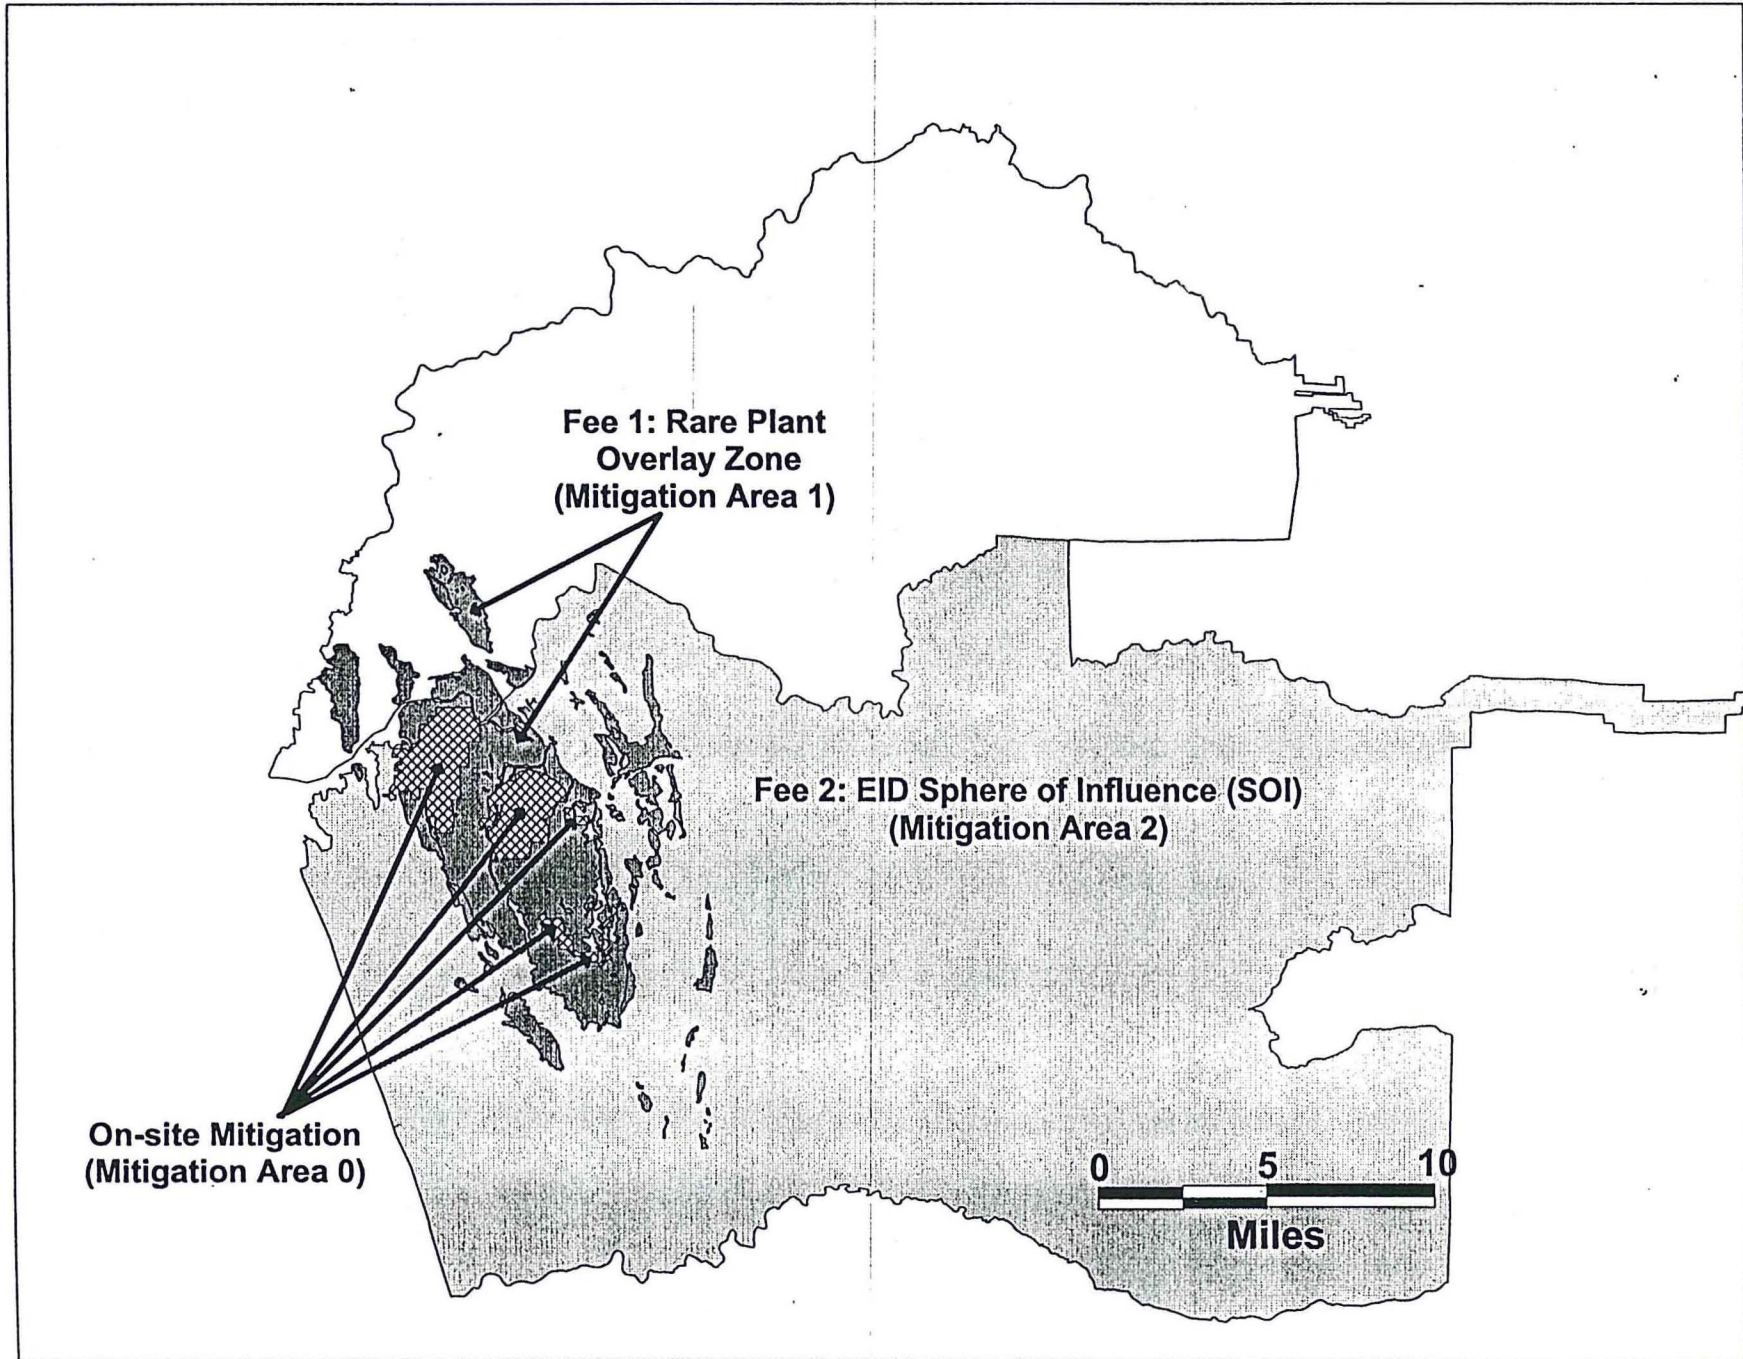 Fee 1: Rare Plant
Overlay Zone
(Mitigation Area 1)
Fee 2: EID Sphere of Influence (SOI)
(Mitigation Area 2)
On-site Mitigation
(Mitigation Area 0)
0 5 10
Miles